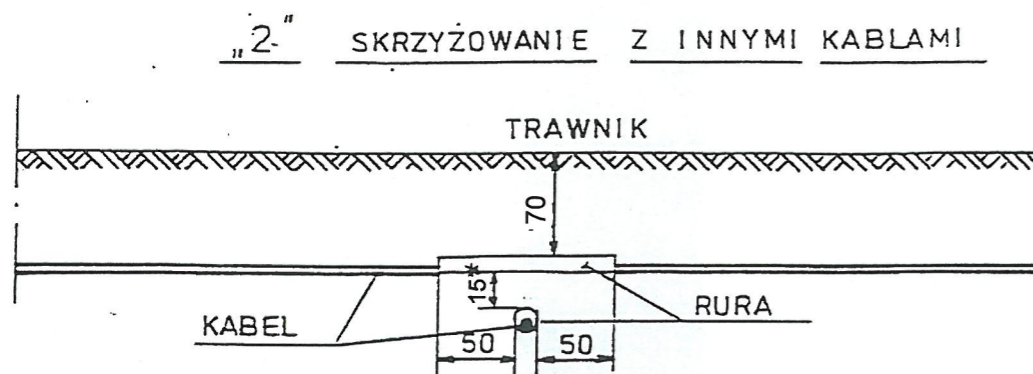 „2” SKRZYŻOWANIE Z INNYMI KABLAMI
TRAWNIK
70
15
KABEL
RURA
50
50